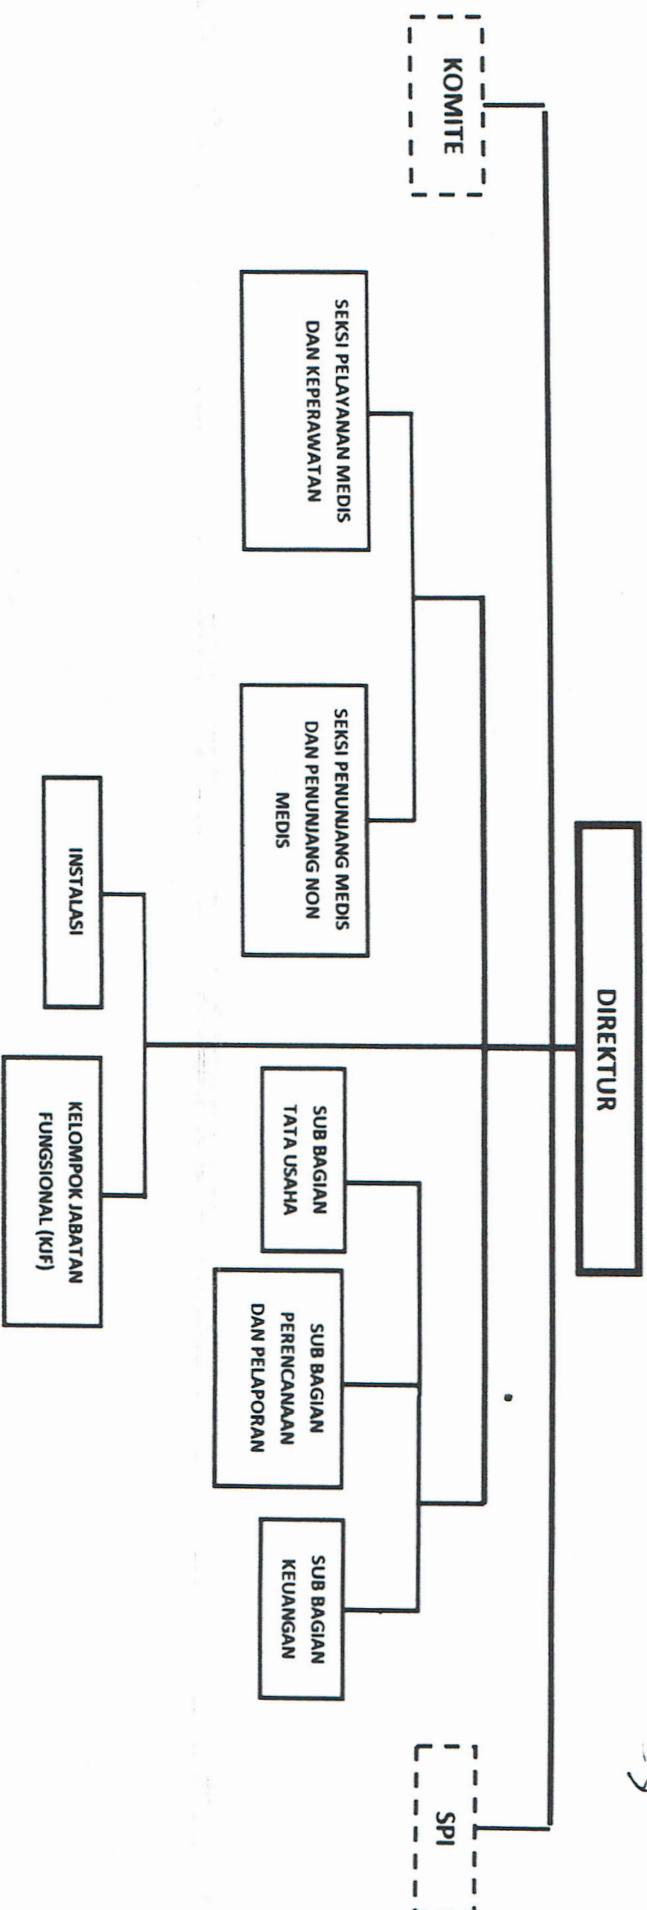 DIREKTUR
KOMITE
SPI
SEKSI PELAYANAN MEDIS
DAN KEPERAWATAN
SEKSI PENUNJANG MEDIS
DAN PENUNJANG NON
MEDIS
SUB BAGIAN
TATA USAHA
SUB BAGIAN
PERENCANAAN
DAN PELAPORAN
SUB BAGIAN
KEUANGAN
INSTALASI
KELOMPOK JABATAN
FUNGSIONAL (KJF)